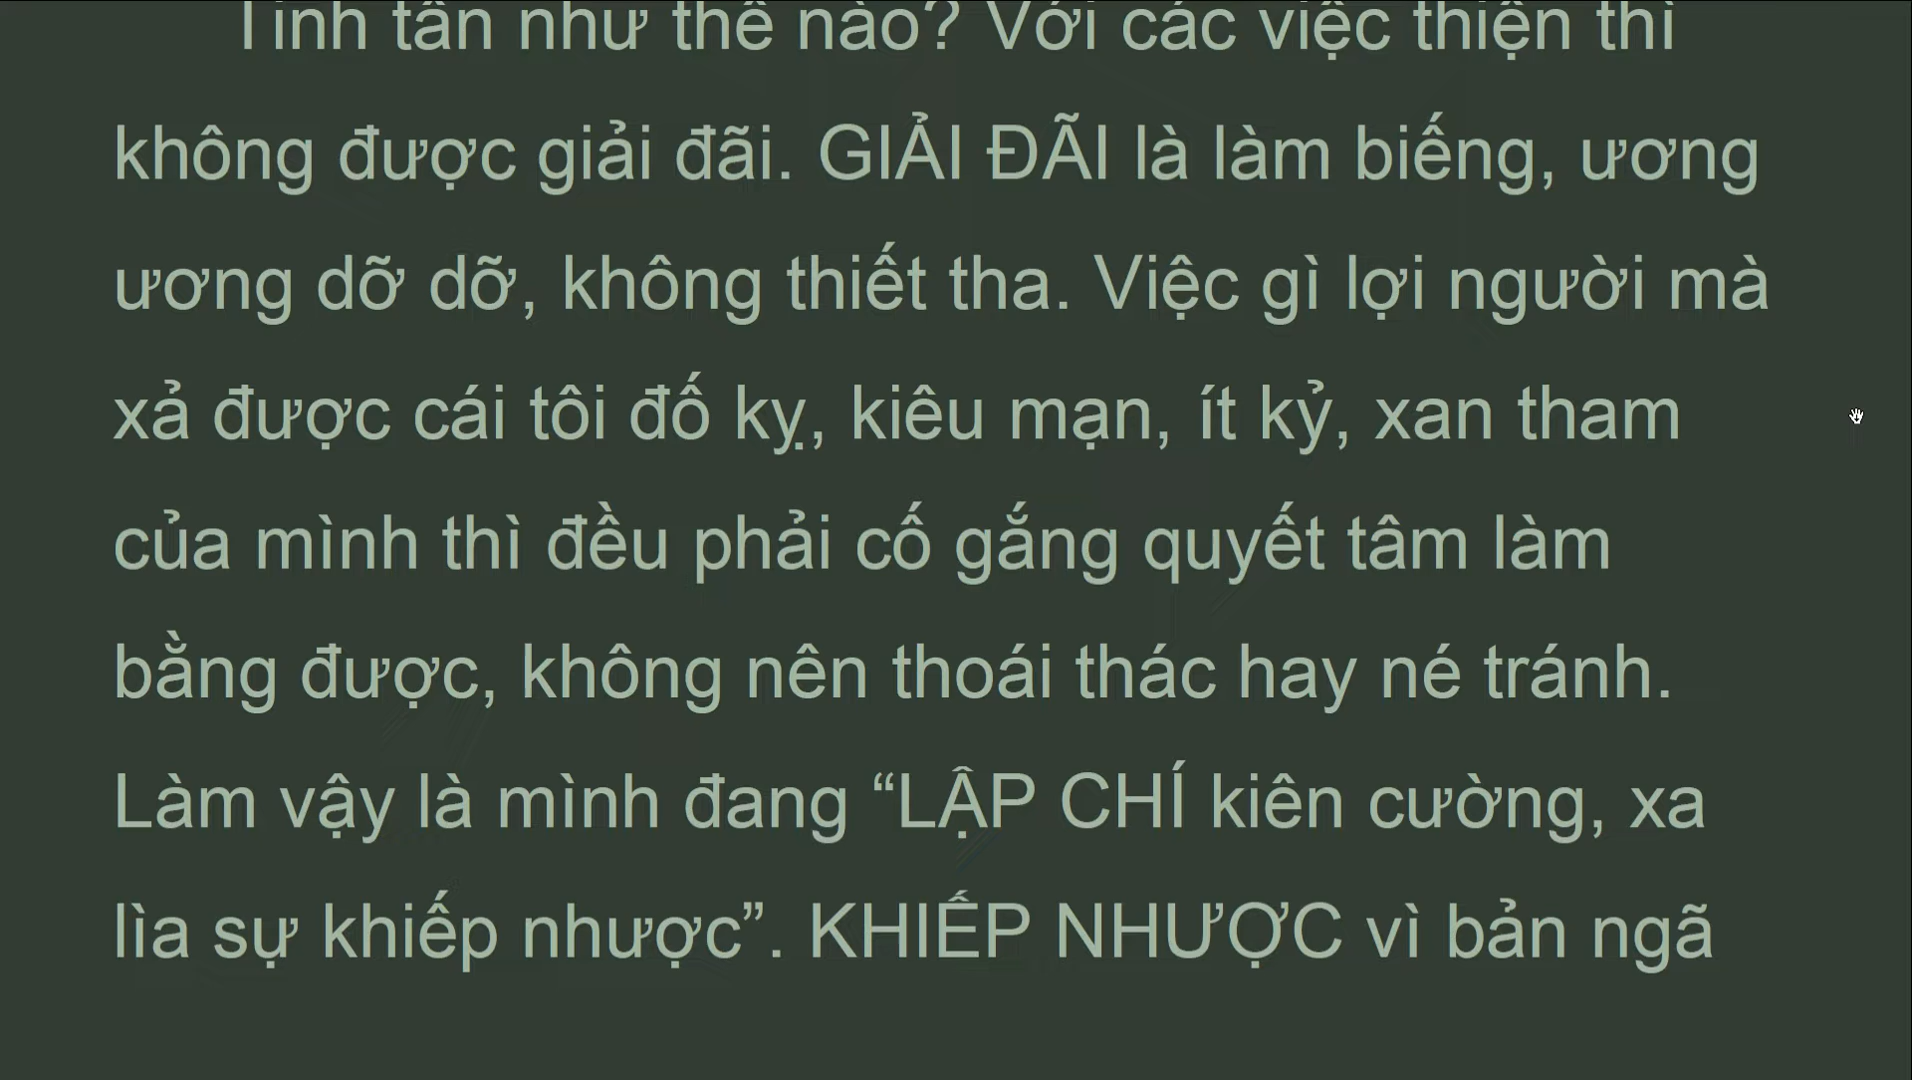 Tinh tấn như thế nào? Với các việc thiện thì
không được giải đãi. GIẢI ĐÃI là làm biếng, ương
ương dỡ dỡ, không thiết tha. Việc gì lợi người mà
xả được cái tôi đố kỵ, kiêu mạn, ít kỷ, xan tham
của mình thì đều phải cố gắng quyết tâm làm
bằng được, không nên thoái thác hay né tránh.
Làm vậy là mình đang “LẬP CHÍ kiên cường, xa
lìa sự khiếp nhược”. KHIẾP NHƯỢC vì bản ngã